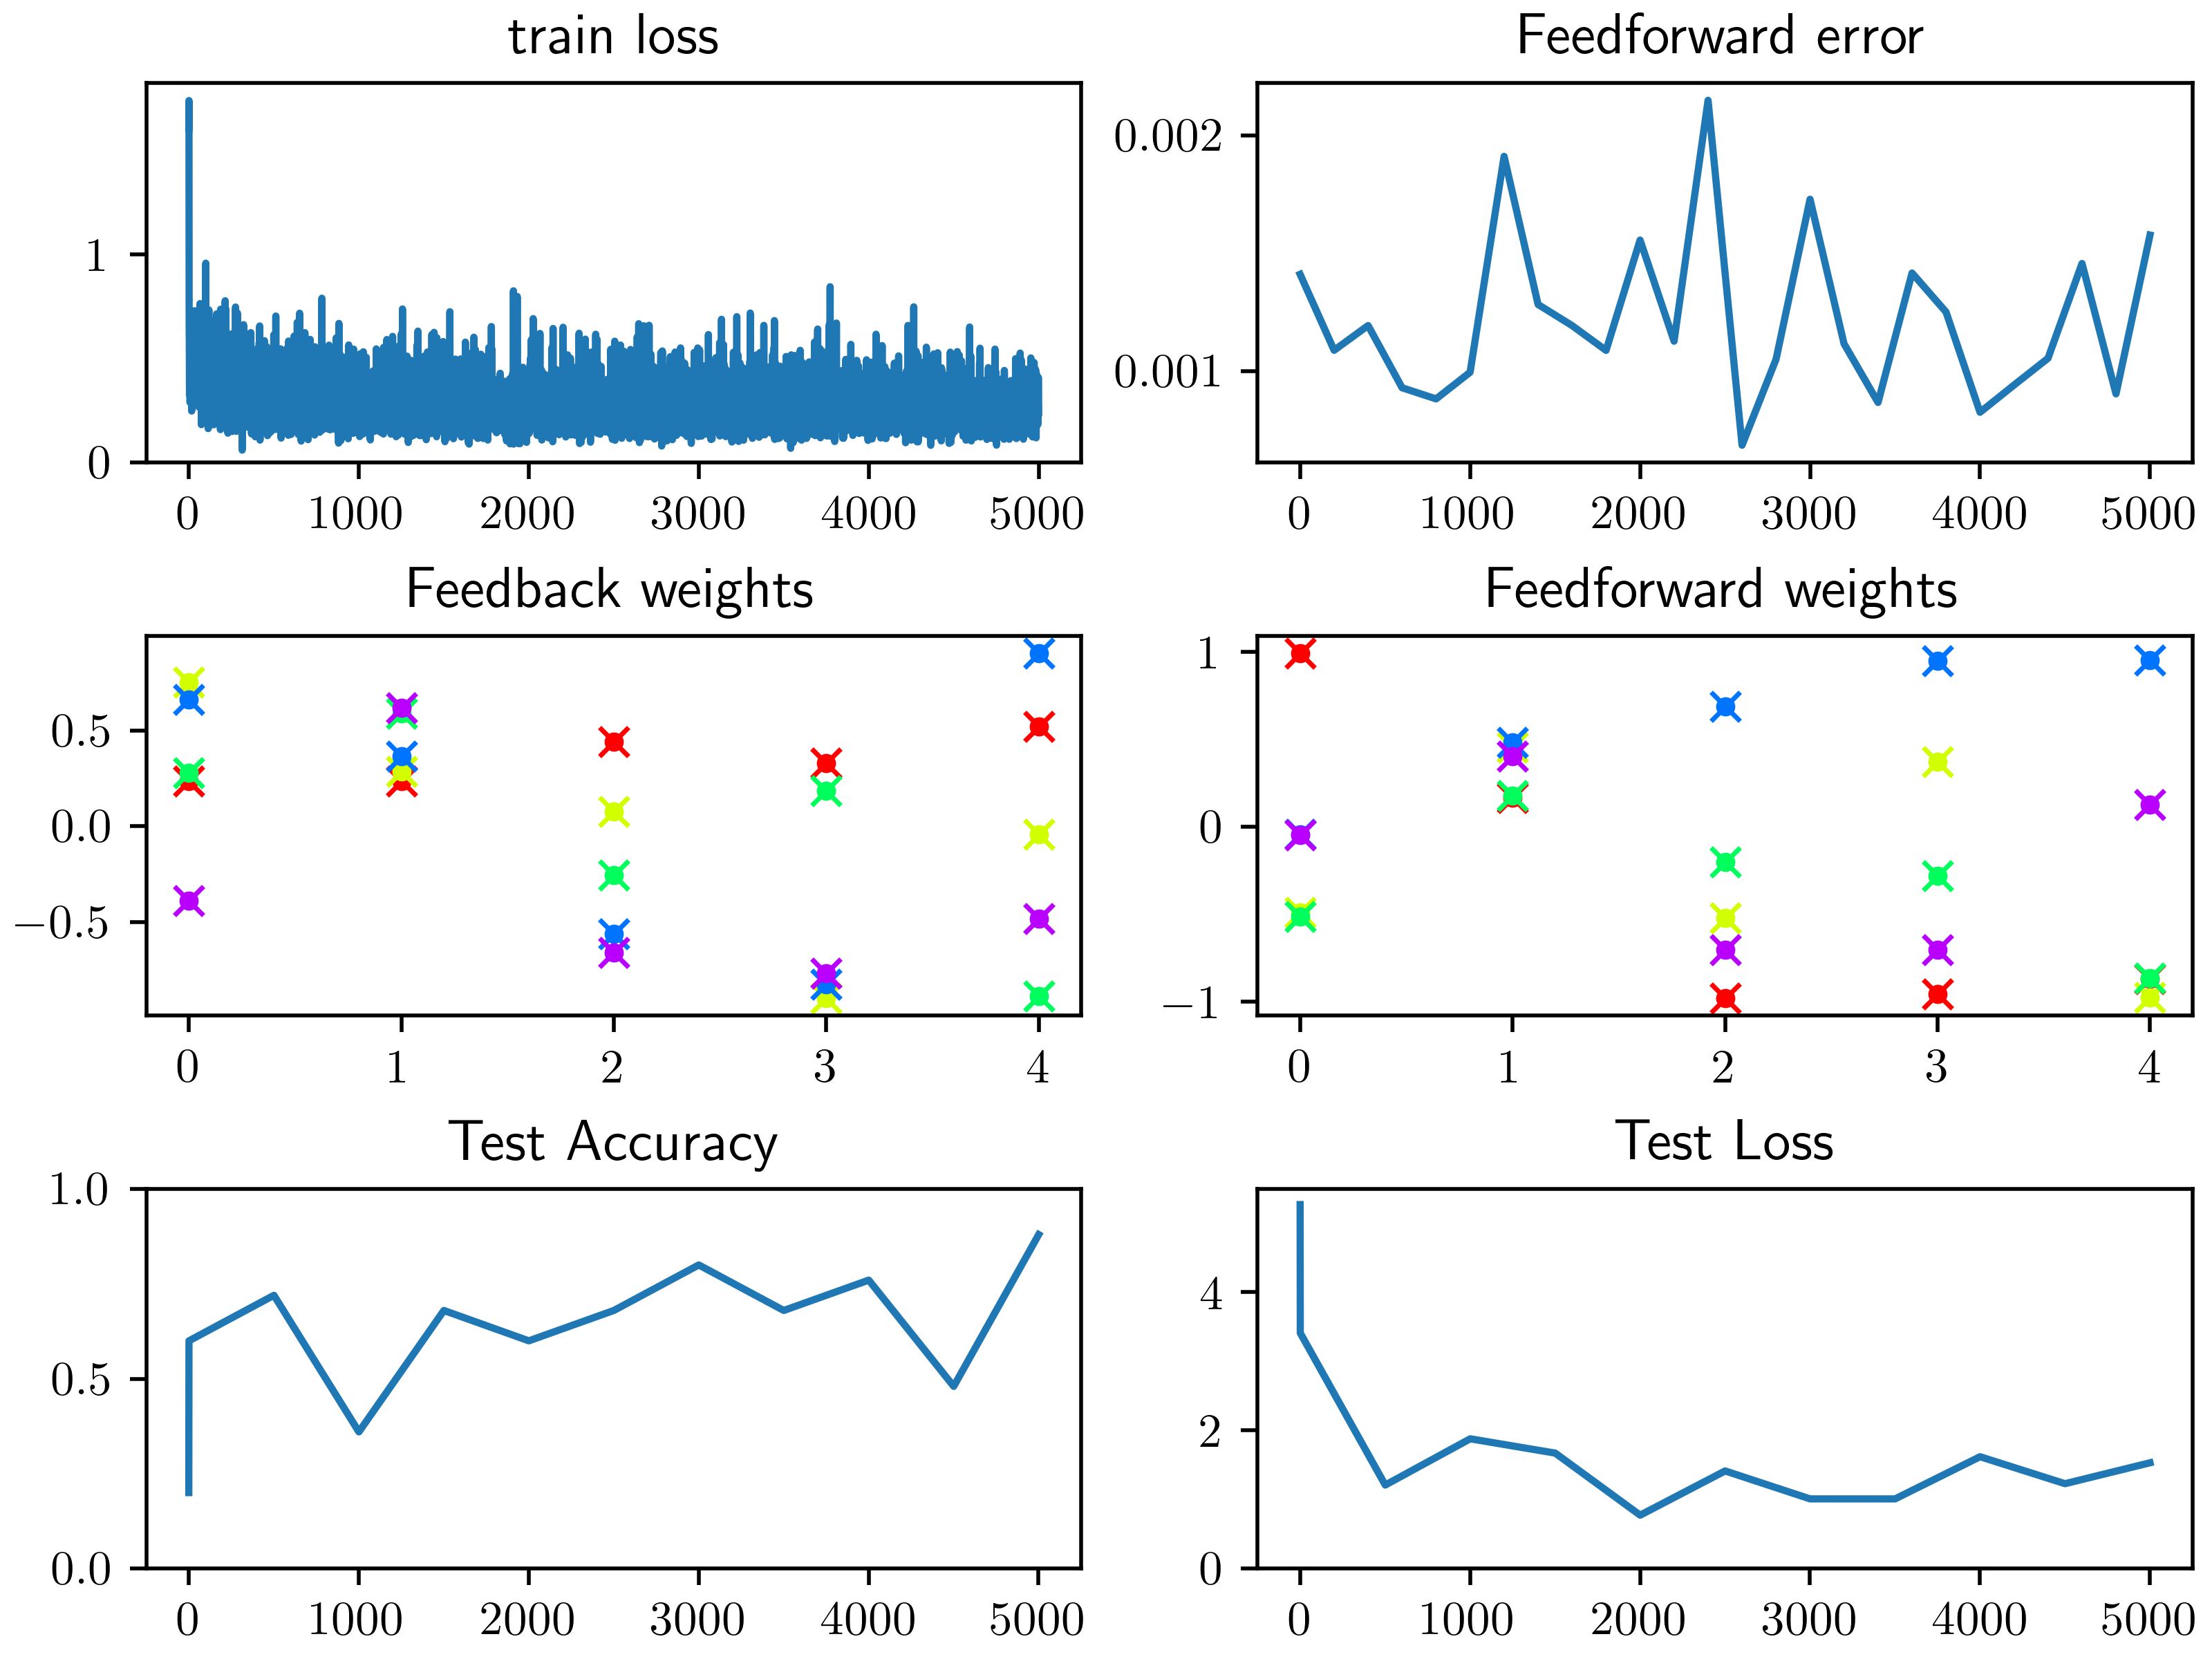 train loss
1
0
0 1000 2000 3000 4000 5000
Feedforward error
0.002
0.001
0 1000 2000 3000 4000 5000
Feedback weights
0.5
0.0
−0.5
0 1 2 3 4
Feedforward weights
1
0
−1
0 1 2 3 4
Test Accuracy
1.0
0.5
0.0
0 1000 2000 3000 4000 5000
Test Loss
4
2
0
0 1000 2000 3000 4000 5000